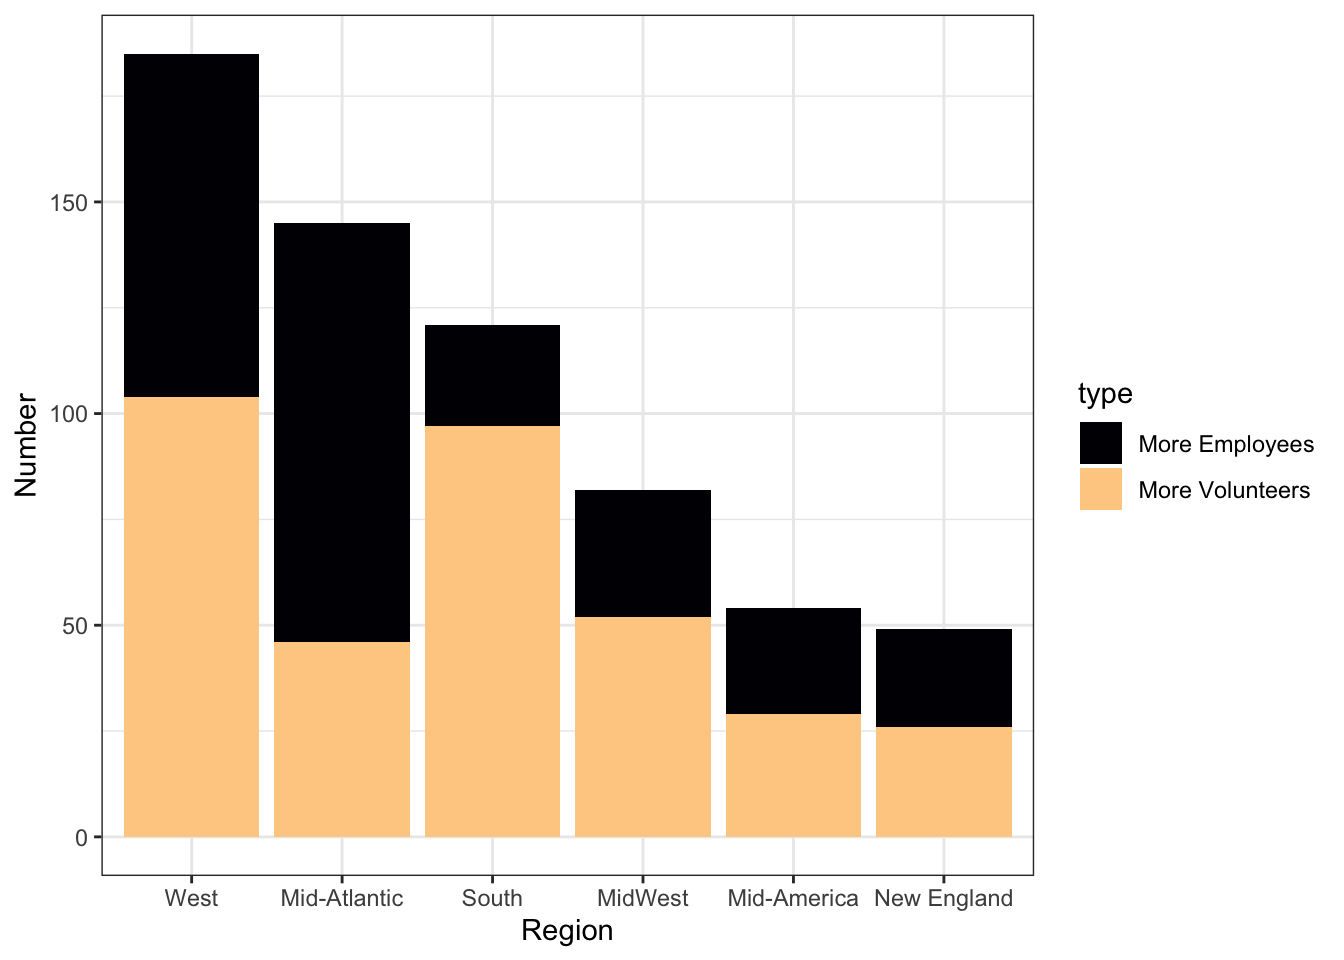 Number
150
100
50
0
West Mid-Atlantic South MidWest Mid-America New England
Region
type
More Employees
More Volunteers